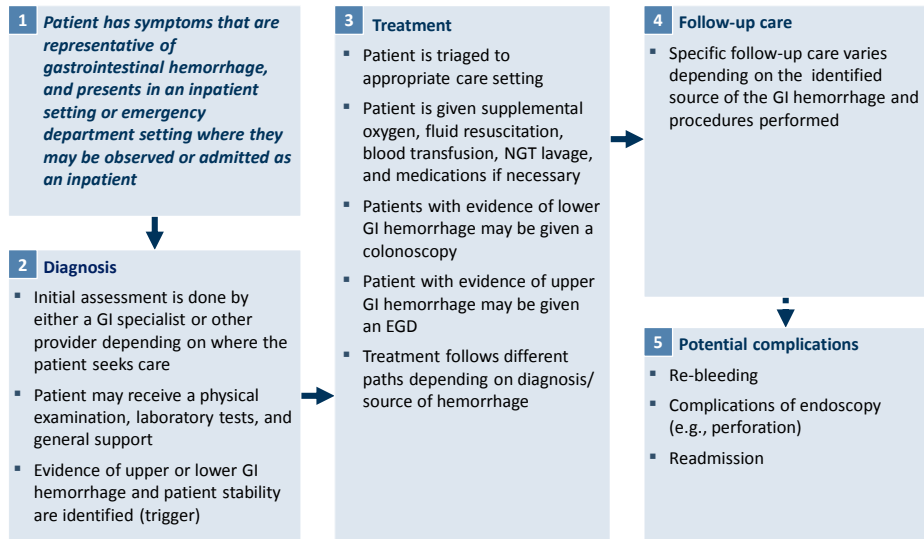 1 Patient has symptoms that are
representative of
gastrointestinal hemorrhage,
and presents in an inpatient
setting or emergency
department setting where they
may be observed or admitted as
an inpatient
2 Diagnosis
▪ Initial assessment is done by
either a GI specialist or other
provider depending on where the
patient seeks care
▪ Patient may receive a physical
examination, laboratory tests, and
general support
▪ Evidence of upper or lower GI
hemorrhage and patient stability
are identified (trigger)
3 Treatment
▪ Patient is triaged to
appropriate care setting
▪ Patient is given supplemental
oxygen, fluid resuscitation,
blood transfusion, NGT lavage,
and medications if necessary
▪ Patients with evidence of lower
GI hemorrhage may be given a
colonoscopy
▪ Patient with evidence of upper
GI hemorrhage may be given
an EGD
▪ Treatment follows different
paths depending on diagnosis/
source of hemorrhage
4 Follow-up care
▪ Specific follow-up care varies
depending on the identified
source of the GI hemorrhage and
procedures performed
5 Potential complications
▪ Re-bleeding
▪ Complications of endoscopy
(e.g., perforation)
▪ Readmission